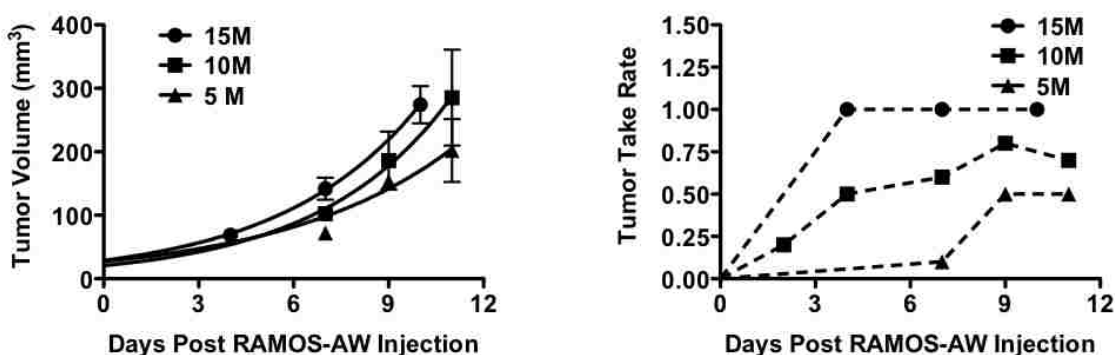 Tumor Volume (mm³)
400
300
200
100
0
0 3 6 9 12
Days Post RAMOS-AW Injection
15M
10M
5 M
Tumor Take Rate
1.50
1.25
1.00
0.75
0.50
0.25
0.00
0 3 6 9 12
Days Post RAMOS-AW Injection
15M
10M
5M